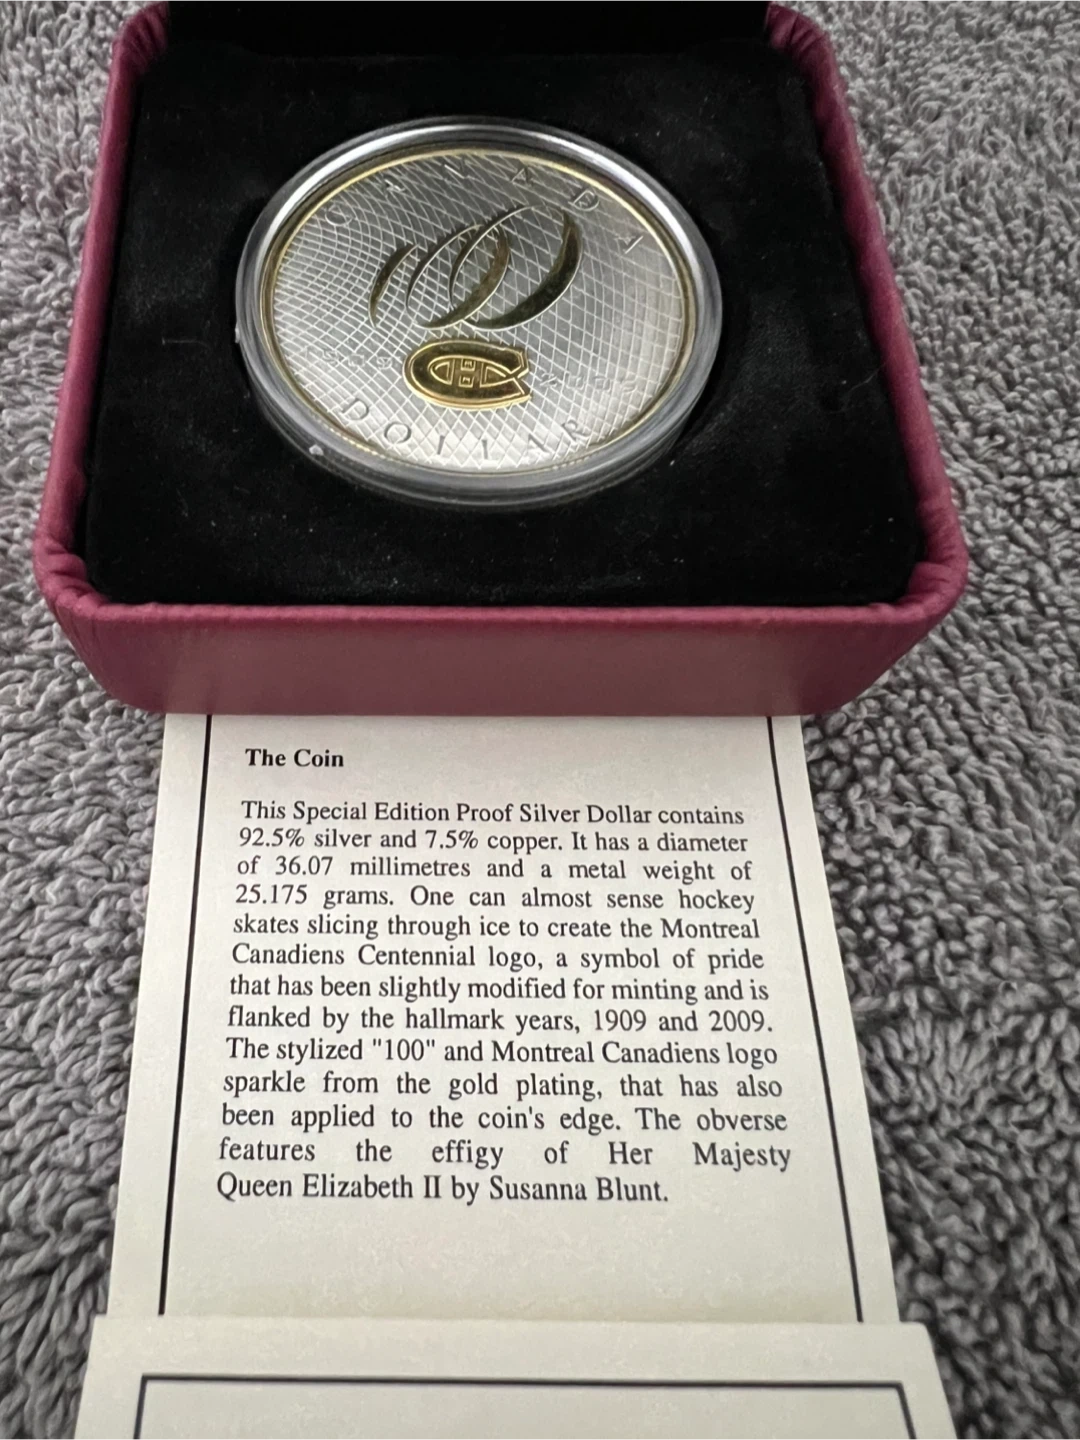 CANADA
1909 2009
DOLLAR
The Coin
This Special Edition Proof Silver Dollar contains
92.5% silver and 7.5% copper. It has a diameter
of 36.07 millimetres and a metal weight of
25.175 grams. One can almost sense hockey
skates slicing through ice to create the Montreal
Canadiens Centennial logo, a symbol of pride
that has been slightly modified for minting and is
flanked by the hallmark years, 1909 and 2009.
The stylized "100" and Montreal Canadiens logo
sparkle from the gold plating, that has also
been applied to the coin's edge. The obverse
features the effigy of Her Majesty
Queen Elizabeth II by Susanna Blunt.